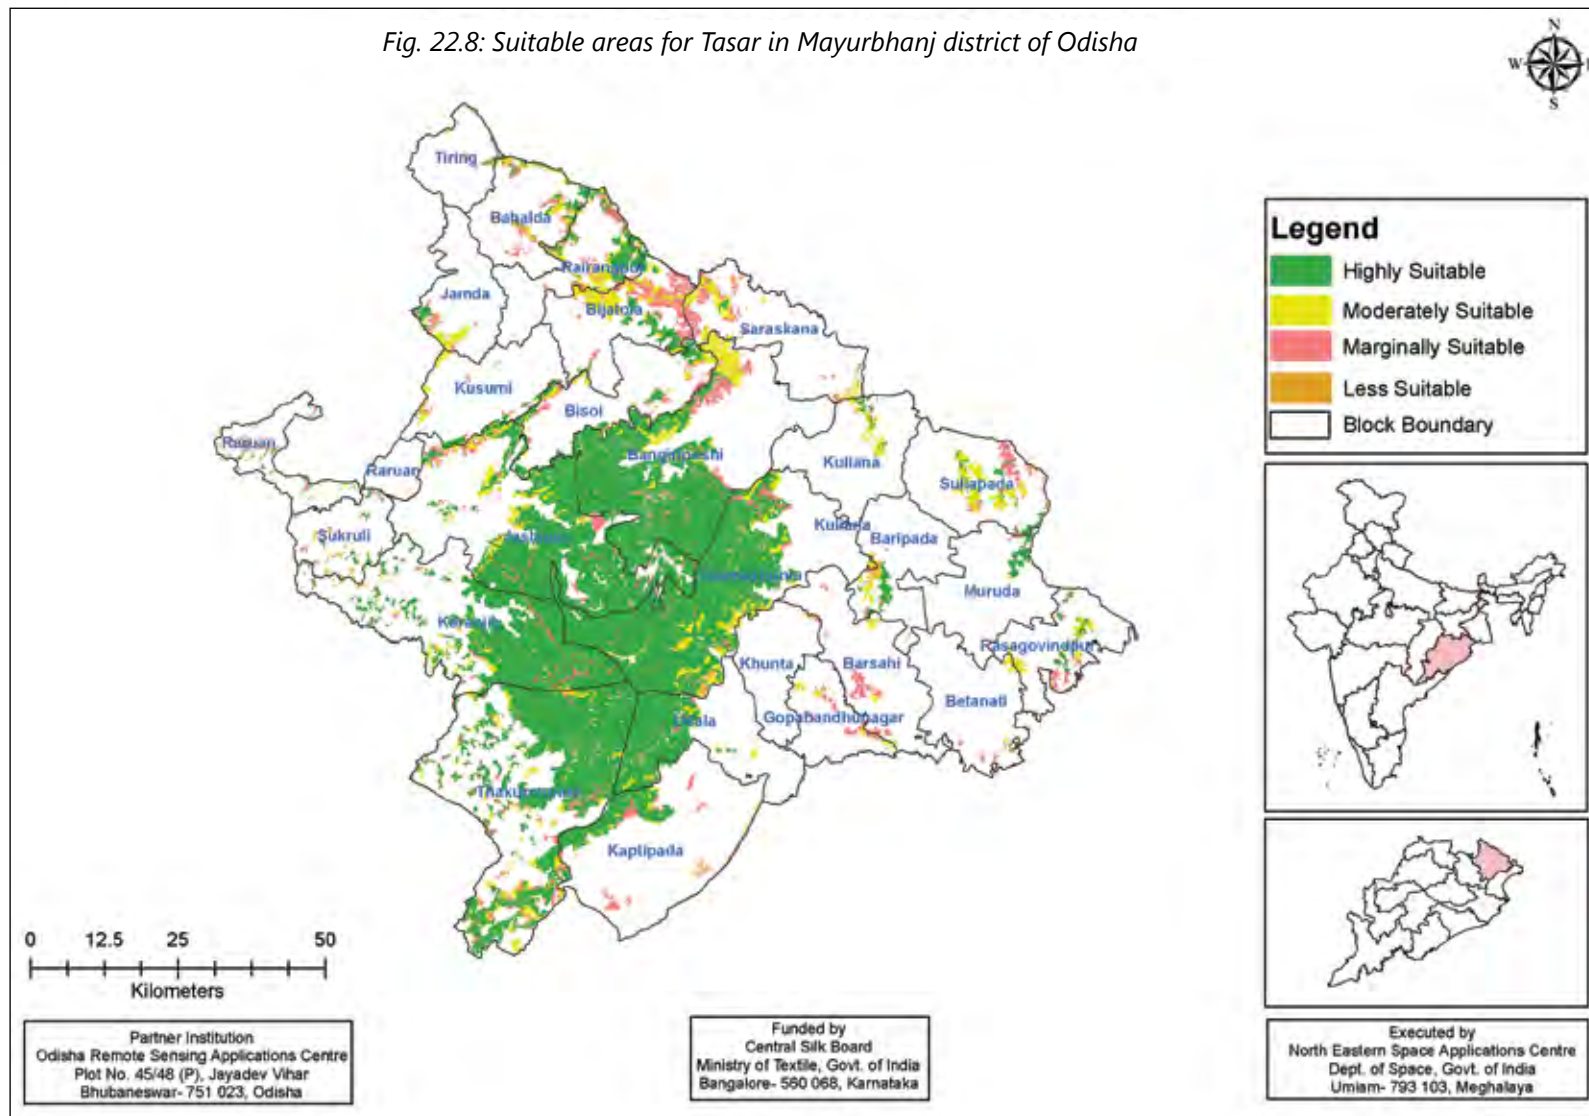 Fig. 22.8: Suitable areas for Tasar in Mayurbhanj district of Odisha
N
W
S
Tiring
Bahalda
Rairangpur
Jamda
Bijatola
Saraskana
Kusumi
Bisoi
Raruan
Raruan
Bangiriposhi
Kuliana
Suliapada
Sukruli
Jashipur
Kuliana
Baripada
Muruda
Karanjia
Rasagovindpur
Khunta
Barsahi
Betanati
Gopabandhunagar
Udala
Thakurmunda
Kaptipada
Legend
Highly Suitable
Moderately Suitable
Marginally Suitable
Less Suitable
Block Boundary
0 12.5 25 50
Kilometers
Partner Institution
Odisha Remote Sensing Applications Centre
Plot No. 45/48 (P), Jayadev Vihar
Bhubaneswar- 751 023, Odisha
Funded by
Central Silk Board
Ministry of Textile, Govt. of India
Bangalore- 560 068, Karnataka
Executed by
North Eastern Space Applications Centre
Dept. of Space, Govt. of India
Umiam- 793 103, Meghalaya